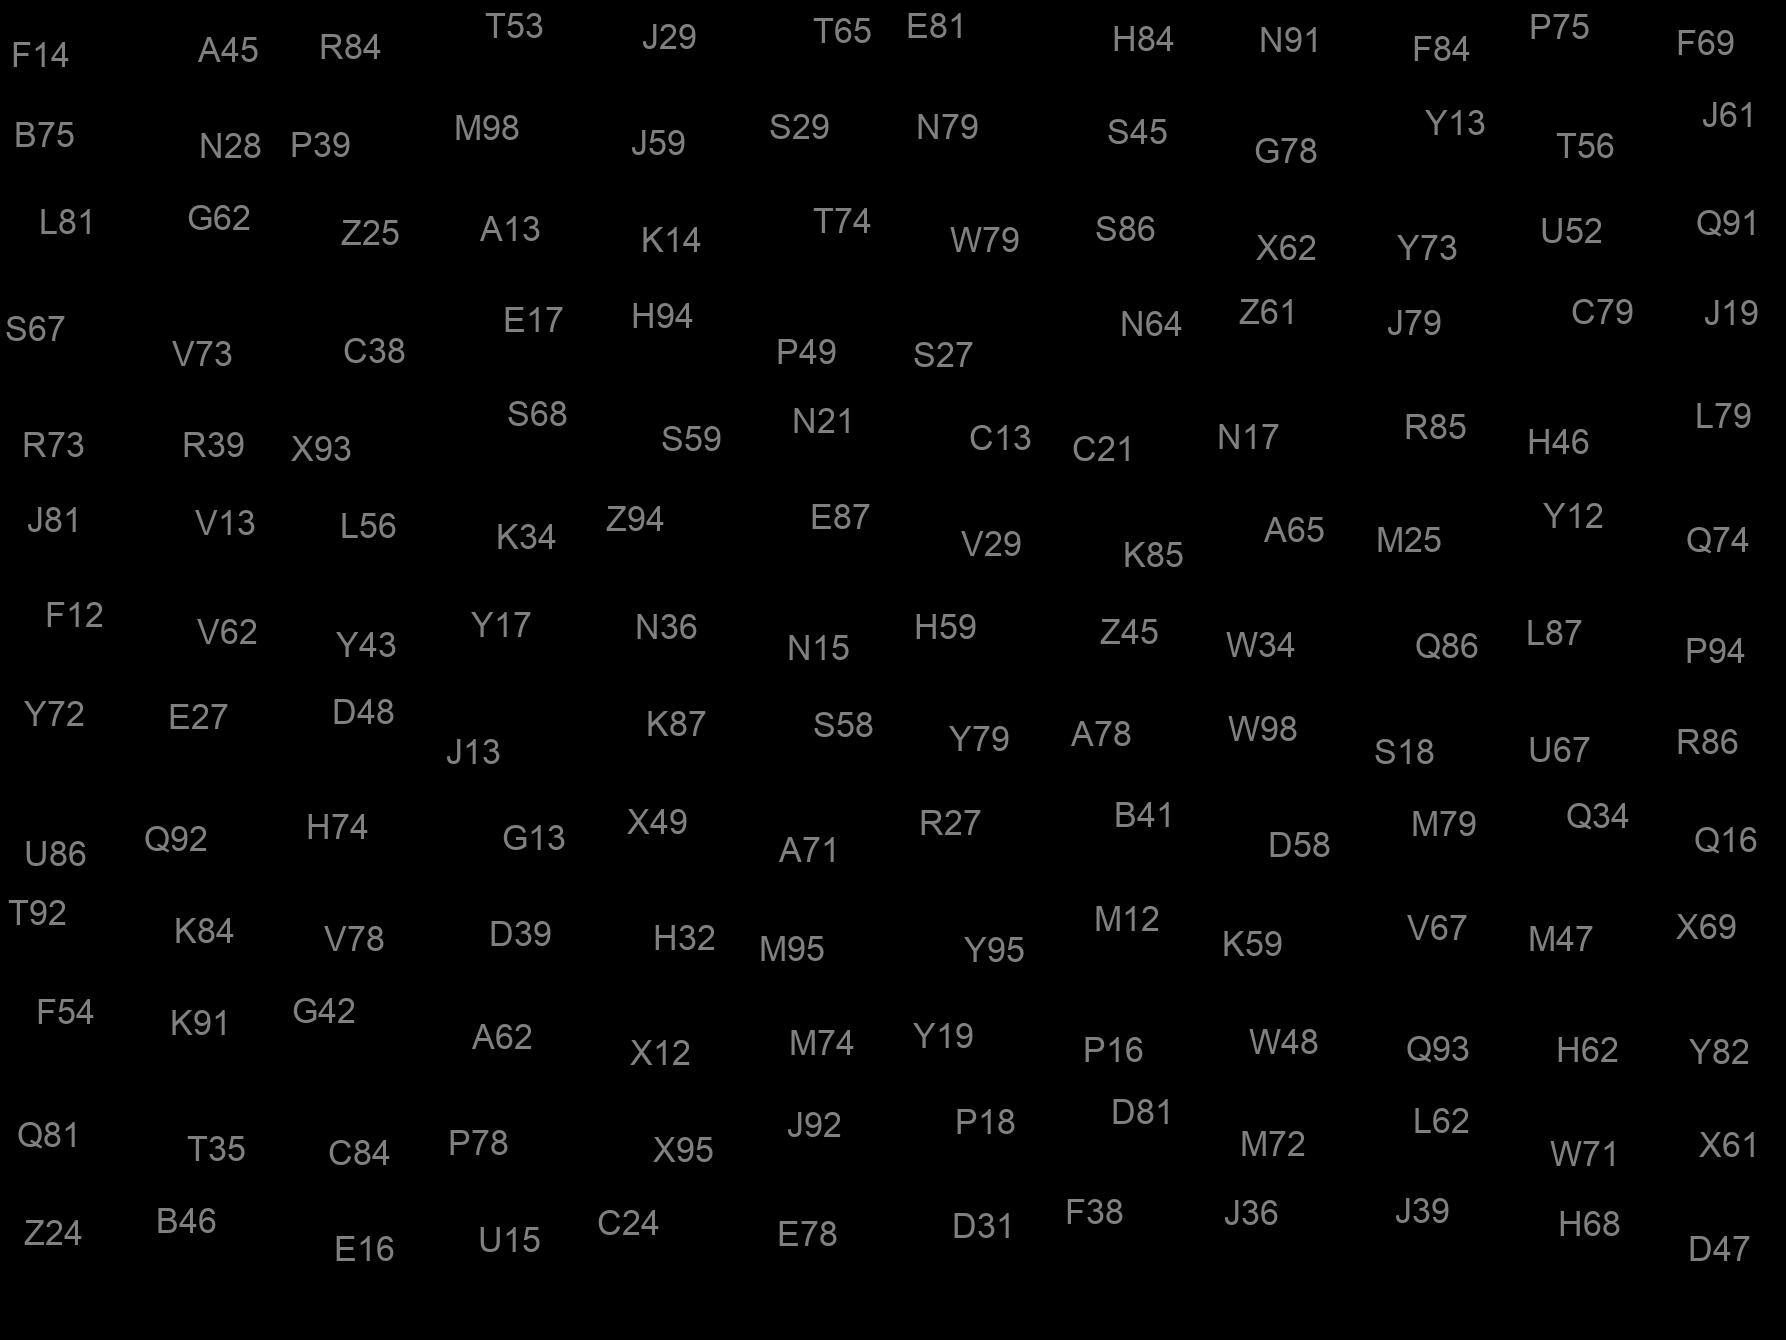 F14 A45 R84 T53 J29 T65 E81 H84 N91 F84 P75 F69
B75 N28 P39 M98 J59 S29 N79 S45 G78 Y13 T56 J61
L81 G62 Z25 A13 K14 T74 W79 S86 X62 Y73 U52 Q91
S67 V73 C38 E17 H94 P49 S27 N64 Z61 J79 C79 J19
R73 R39 X93 S68 S59 N21 C13 C21 N17 R85 H46 L79
J81 V13 L56 K34 Z94 E87 V29 K85 A65 M25 Y12 Q74
F12 V62 Y43 Y17 N36 N15 H59 Z45 W34 Q86 L87 P94
Y72 E27 D48 J13 K87 S58 Y79 A78 W98 S18 U67 R86
U86 Q92 H74 G13 X49 A71 R27 B41 D58 M79 Q34 Q16
T92 K84 V78 D39 H32 M95 Y95 M12 K59 V67 M47 X69
F54 K91 G42 A62 X12 M74 Y19 P16 W48 Q93 H62 Y82
Q81 T35 C84 P78 X95 J92 P18 D81 M72 L62 W71 X61
Z24 B46 E16 U15 C24 E78 D31 F38 J36 J39 H68 D47